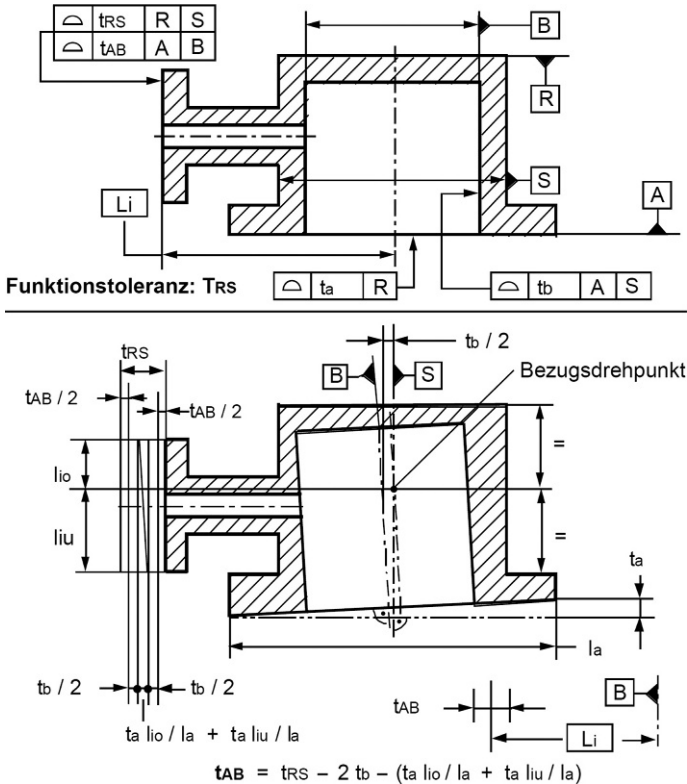 ⌓ tRS R S
⌓ tAB A B
B
R
S
A
Li
Funktionstoleranz: TRS
⌓ ta R
⌓ tb A S
tRS
tb / 2
B
S
Bezugsdrehpunkt
tAB / 2
tAB / 2
lio
liu
=
=
ta
la
tb / 2
tb / 2
ta lio / la + ta liu / la
tAB
B
Li
tAB = tRS – 2 tb – (ta lio / la + ta liu / la)